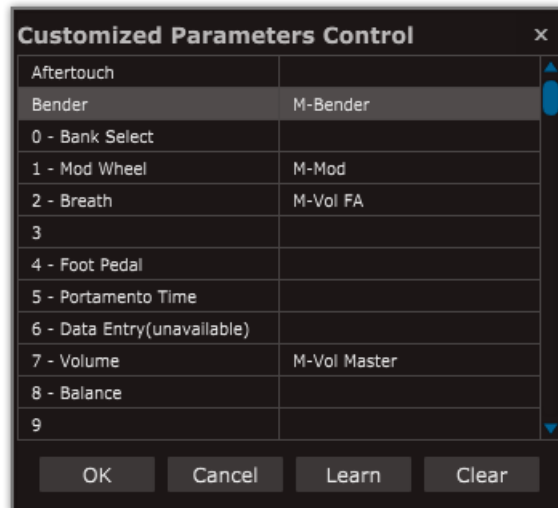 Customized Parameters Control x
Aftertouch
Bender M-Bender
0 - Bank Select
1 - Mod Wheel M-Mod
2 - Breath M-Vol FA
3
4 - Foot Pedal
5 - Portamento Time
6 - Data Entry(unavailable)
7 - Volume M-Vol Master
8 - Balance
9
OK Cancel Learn Clear